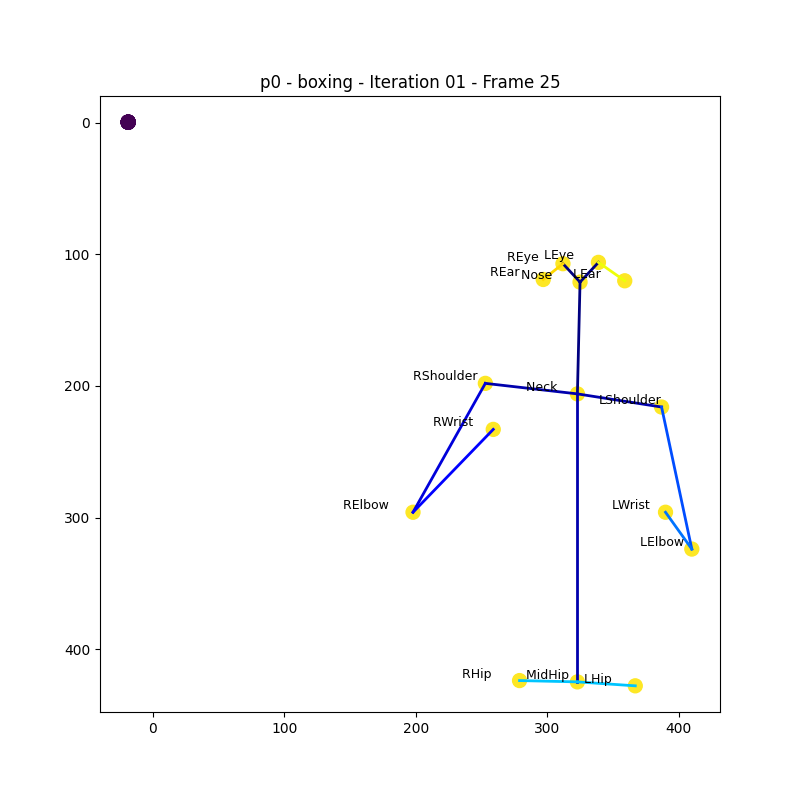 p0 - boxing - Iteration 01 - Frame 25
0
100
200
300
400
REye LEye
REar Nose LEar
RShoulder Neck LShoulder
RWrist
RElbow LWrist
LElbow
RHip MidHip LHip
0 100 200 300 400